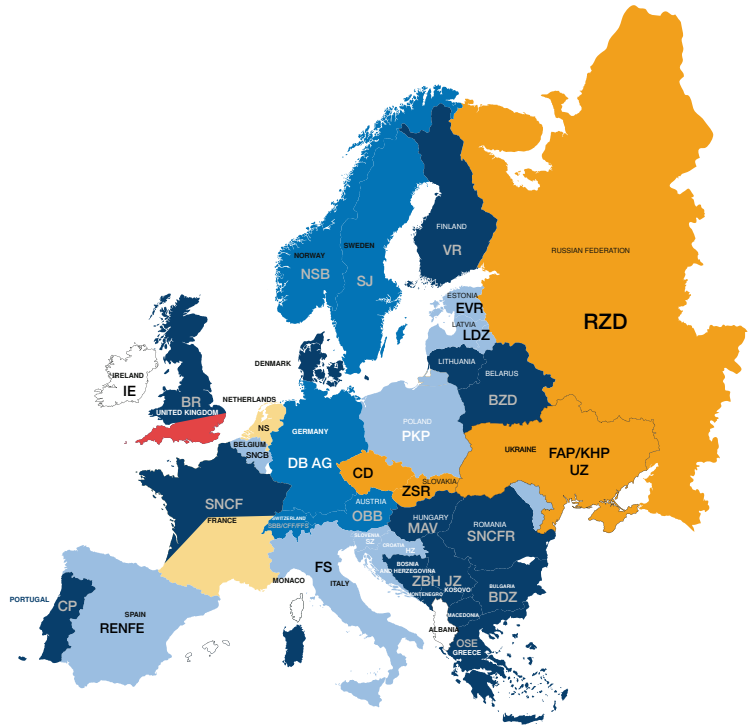 FINLAND
VR
RUSSIAN FEDERATION
RZD
NORWAY
NSB
SWEDEN
SJ
ESTONIA
EVR
LATVIA
LDZ
LITHUANIA
BELARUS
BZD
DENMARK
IRELAND
IE
BR
UNITED KINGDOM
NETHERLANDS
NS
BELGIUM
SNCB
GERMANY
DB AG
POLAND
PKP
UKRAINE
FAP/KHP
UZ
CD
SLOVAKIA
ZSR
AUSTRIA
OBB
SWITZERLAND
SBB/CFF/FFS
SNCF
FRANCE
HUNGARY
MAV
ROMANIA
SNCFR
SLOVENIA
SZ
CROATIA
HZ
BOSNIA
AND HERZEGOVINA
ZBH
JZ
KOSOVO
MONTENEGRO
BULGARIA
BDZ
MACEDONIA
ALBANIA
OSE
GREECE
FS
ITALY
MONACO
PORTUGAL
CP
SPAIN
RENFE